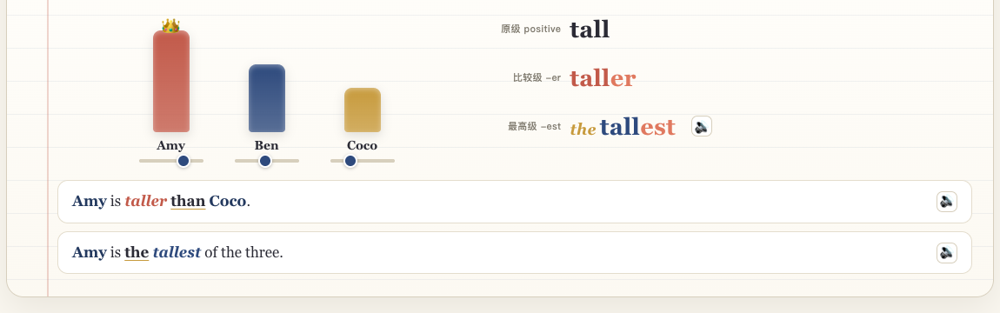 原级 positive tall
比较级 –er taller
最高级 –est the tallest
Amy Ben Coco
Amy is taller than Coco.
Amy is the tallest of the three.